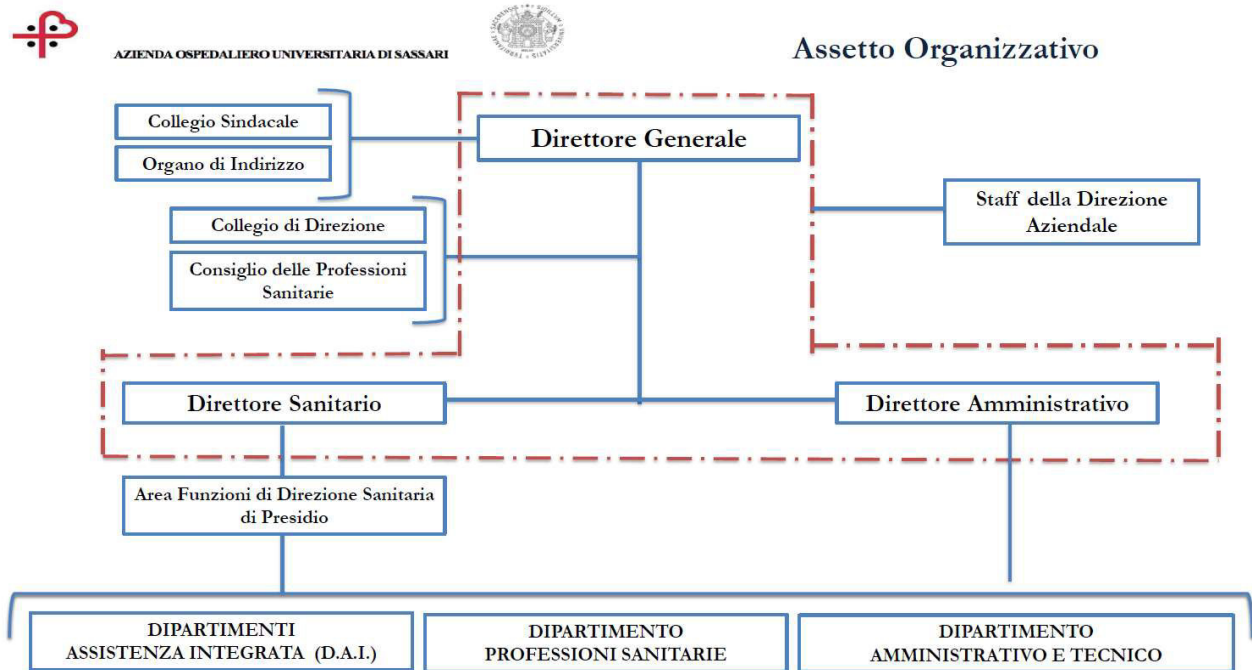 AZIENDA OSPEDALIERO UNIVERSITARIA DI SASSARI
Assetto Organizzativo
Collegio Sindacale
Organo di Indirizzo
Direttore Generale
Collegio di Direzione
Consiglio delle Professioni
Sanitarie
Staff della Direzione
Aziendale
Direttore Sanitario
Direttore Amministrativo
Area Funzioni di Direzione Sanitaria
di Presidio
DIPARTIMENTI
ASSISTENZA INTEGRATA (D.A.I.)
DIPARTIMENTO
PROFESSIONI SANITARIE
DIPARTIMENTO
AMMINISTRATIVO E TECNICO